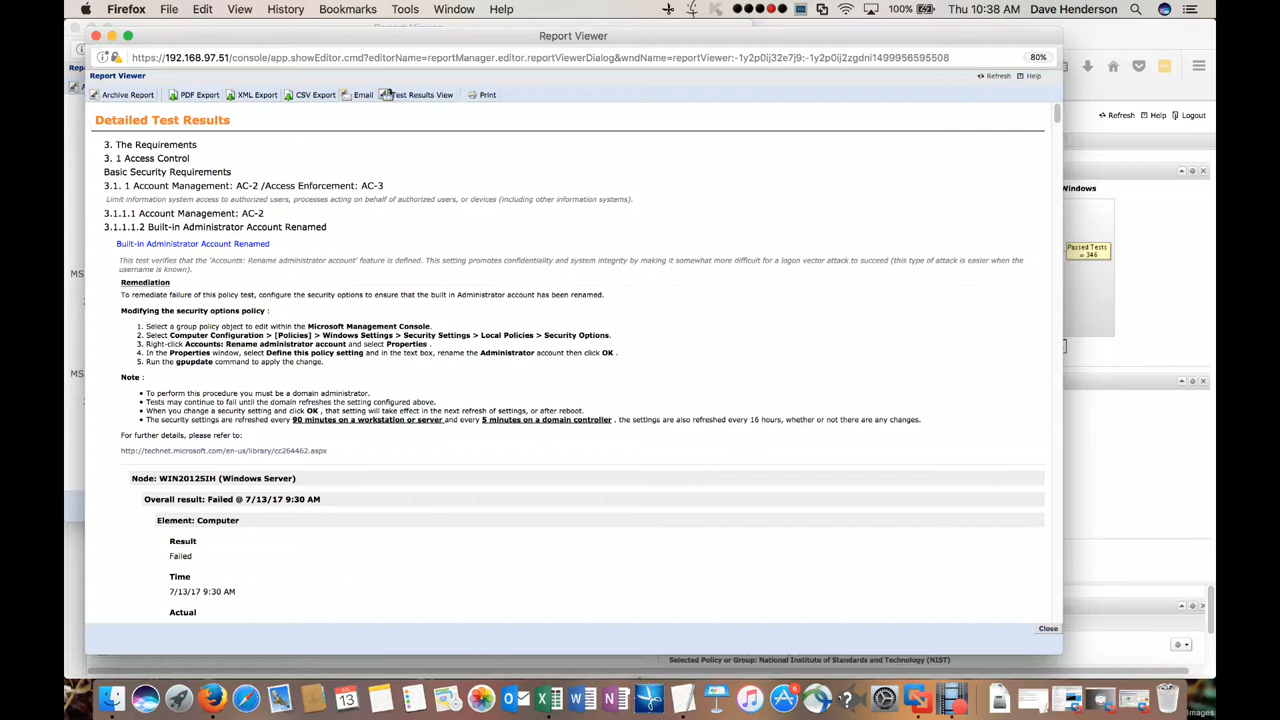 Firefox File Edit View History Bookmarks Tools Window Help
100% Thu 10:38 AM Dave Henderson
Report Viewer
https://192.168.97.51/console/app.showEditor.cmd?editorName=reportManager.editor.reportViewerDialog&wndName=reportViewer:-1y2p0ij32e7j9:-1y2p0ij2zgdni1499956595508 80%
Report Viewer
Refresh Help
Archive Report PDF Export XML Export CSV Export Email Test Results View Print
Refresh Help Logout
Detailed Test Results
3. The Requirements
3. 1 Access Control
Basic Security Requirements
3.1. 1 Account Management: AC-2 /Access Enforcement: AC-3
Limit information system access to authorized users, processes acting on behalf of authorized users, or devices (including other information systems).
3.1.1.1 Account Management: AC-2
3.1.1.1.2 Built-in Administrator Account Renamed
Built-in Administrator Account Renamed
This test verifies that the 'Accounts: Rename administrator account' feature is defined. This setting promotes confidentiality and system integrity by making it somewhat more difficult for a logon vector attack to succeed (this type of attack is easier when the
username is known).
Remediation
To remediate failure of this policy test, configure the security options to ensure that the built in Administrator account has been renamed.
Modifying the security options policy :
1. Select a group policy object to edit within the Microsoft Management Console.
2. Select Computer Configuration > [Policies] > Windows Settings > Security Settings > Local Policies > Security Options.
3. Right-click Accounts: Rename administrator account and select Properties .
4. In the Properties window, select Define this policy setting and in the text box, rename the Administrator account then click OK .
5. Run the gpupdate command to apply the change.
Note :
• To perform this procedure you must be a domain administrator.
• Tests may continue to fail until the domain refreshes the setting configured above.
• When you change a security setting and click OK , that setting will take effect in the next refresh of settings, or after reboot.
• The security settings are refreshed every 90 minutes on a workstation or server and every 5 minutes on a domain controller . the settings are also refreshed every 16 hours, whether or not there are any changes.
For further details, please refer to:
http://technet.microsoft.com/en-us/library/cc264462.aspx
Node: WIN2012SIH (Windows Server)
Overall result: Failed @ 7/13/17 9:30 AM
Element: Computer
Result
Failed
Time
7/13/17 9:30 AM
Actual
Close
Windows
Passed Tests
= 346
MS
MS
Selected Policy or Group: National Institute of Standards and Technology (NIST)
JUL
13
6
Images